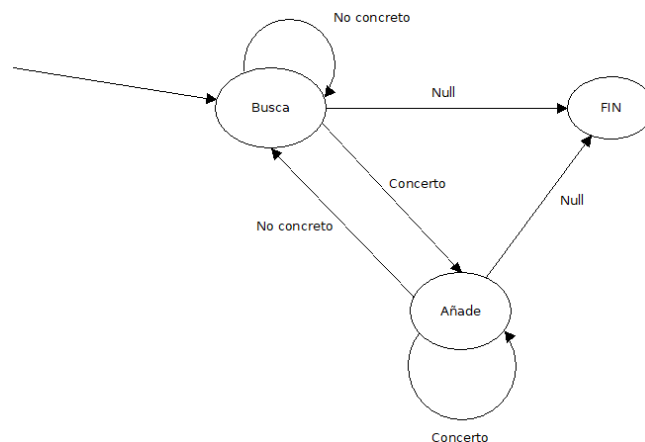 No concreto
Null
Busca
FIN
Concerto
Null
No concreto
Añade
Concerto